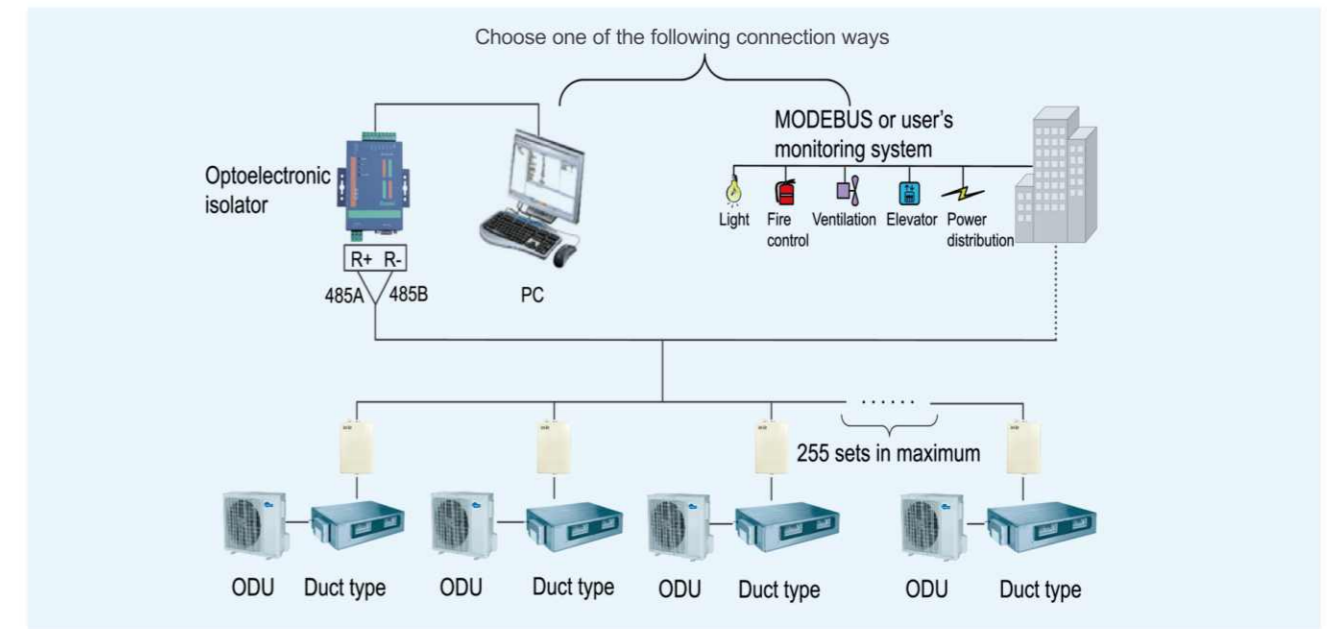 Choose one of the following connection ways
MODEBUS or user's
monitoring system
Optoelectronic
isolator
Light
Fire
control
Ventilation
Elevator
Power
distribution
R+ R-
485A
485B
PC
255 sets in maximum
ODU
Duct type
ODU
Duct type
ODU
Duct type
ODU
Duct type